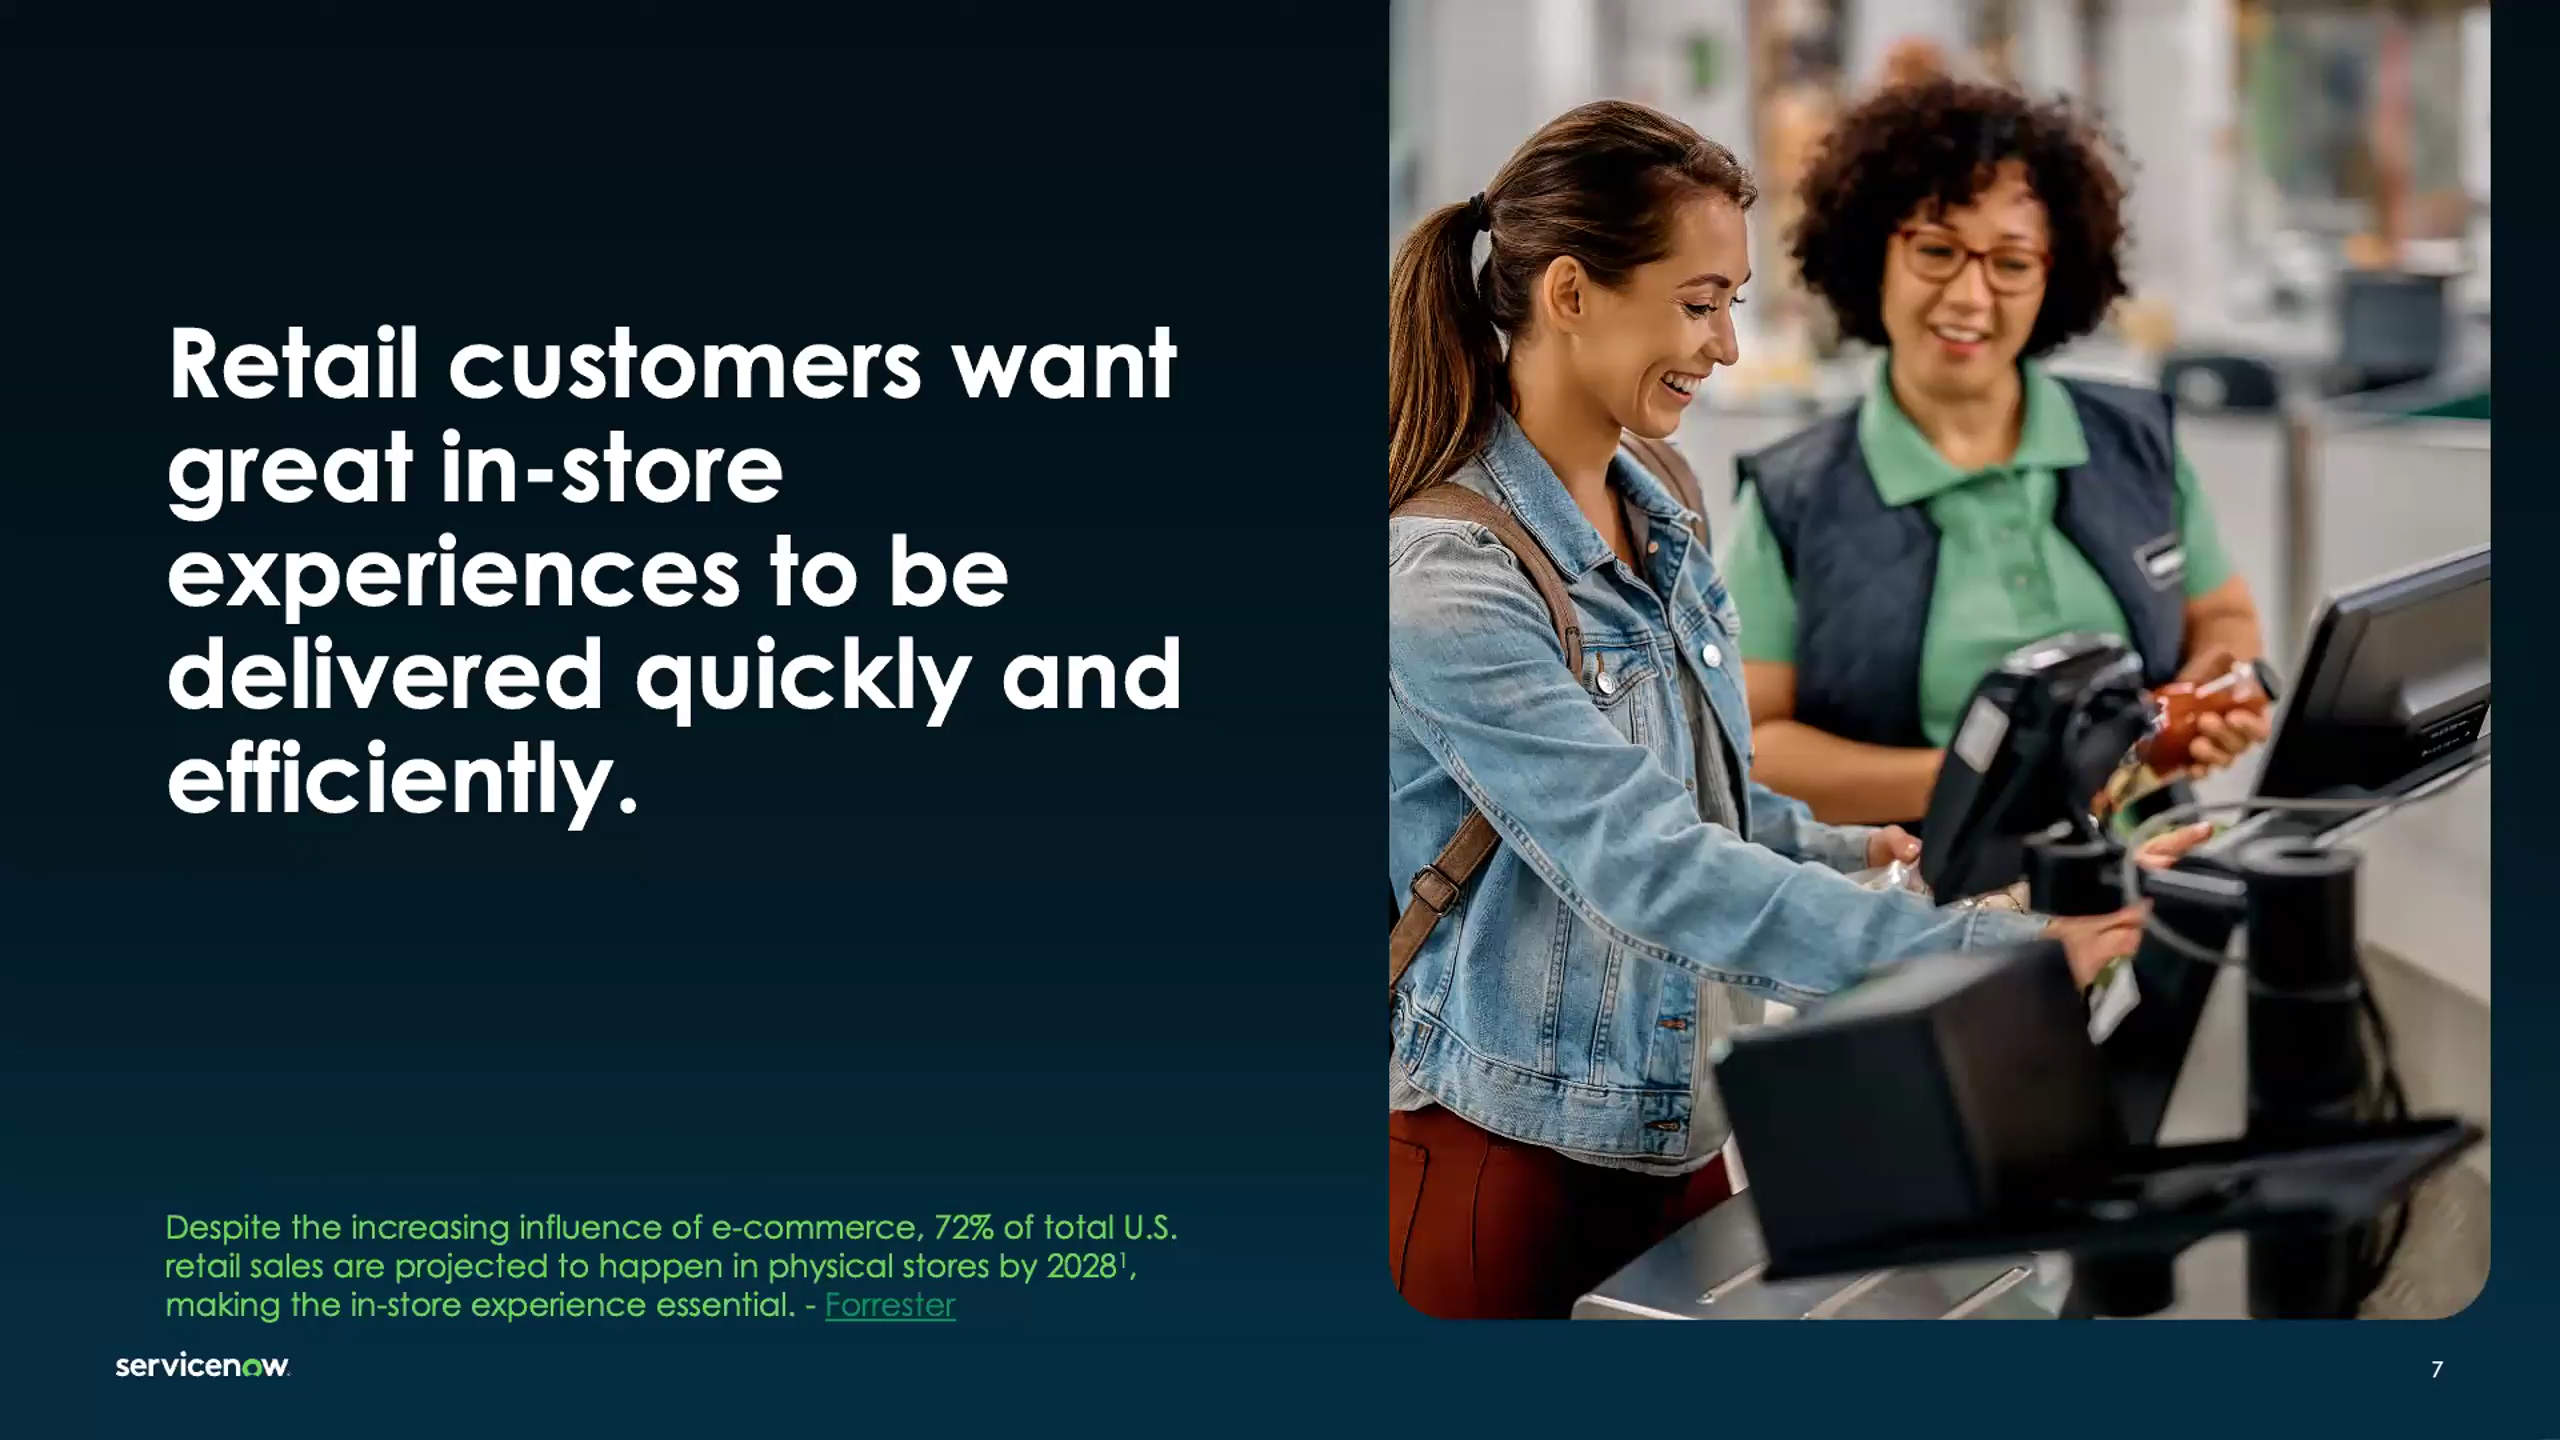 Retail customers want
great in-store
experiences to be
delivered quickly and
efficiently.
Despite the increasing influence of e-commerce, 72% of total U.S.
retail sales are projected to happen in physical stores by 2028¹,
making the in-store experience essential. - Forrester
servicenow
7